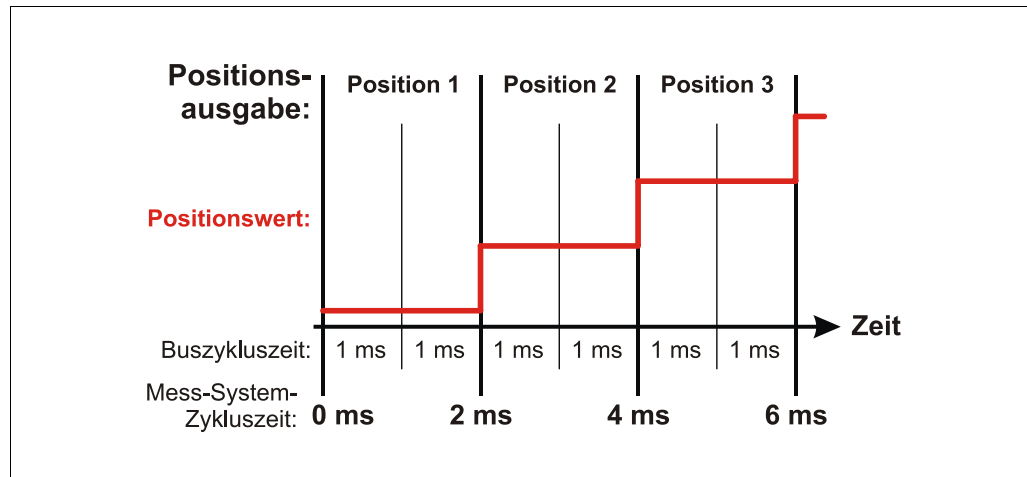 Positions-
ausgabe:
Position 1 Position 2 Position 3
Positionswert:
Zeit
Buszykluszeit: 1 ms 1 ms 1 ms 1 ms 1 ms 1 ms
Mess-System-
Zykluszeit: 0 ms 2 ms 4 ms 6 ms